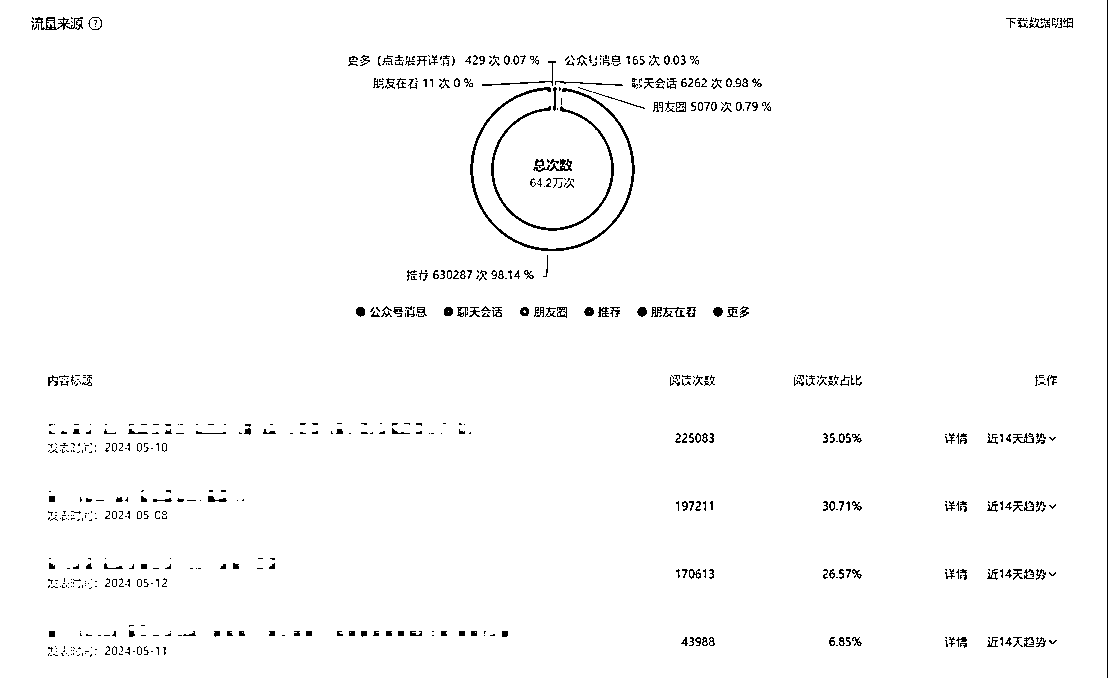 流量来源 ?
下载数据明细
更多（点击展开详情） 429 次 0.07 %
公众号消息 165 次 0.03 %
朋友在看 11 次 0 %
聊天会话 6262 次 0.98 %
朋友圈 5070 次 0.79 %
总次数
64.2万次
推荐 630287 次 98.14 %
公众号消息 聊天会话 朋友圈 推荐 朋友在看 更多
内容标题 阅读次数 阅读次数占比 操作
发表时间：2024-05-10
225083 35.05% 详情 近14天趋势
发表时间：2024-05-08
197211 30.71% 详情 近14天趋势
发表时间：2024-05-12
170613 26.57% 详情 近14天趋势
发表时间：2024-05-11
43988 6.85% 详情 近14天趋势